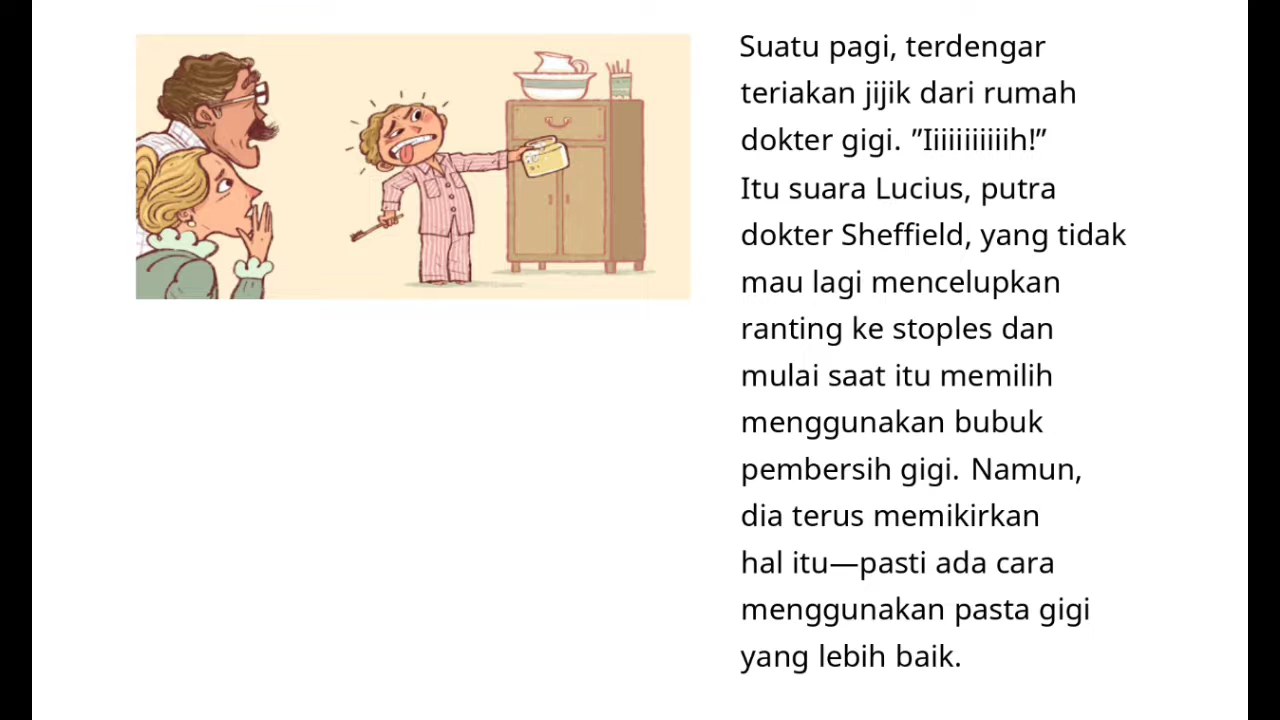 Suatu pagi, terdengar
teriakan jijik dari rumah
dokter gigi. ”Iiiiiiiiiiih!”
Itu suara Lucius, putra
dokter Sheffield, yang tidak
mau lagi mencelupkan
ranting ke stoples dan
mulai saat itu memilih
menggunakan bubuk
pembersih gigi. Namun,
dia terus memikirkan
hal itu—pasti ada cara
menggunakan pasta gigi
yang lebih baik.